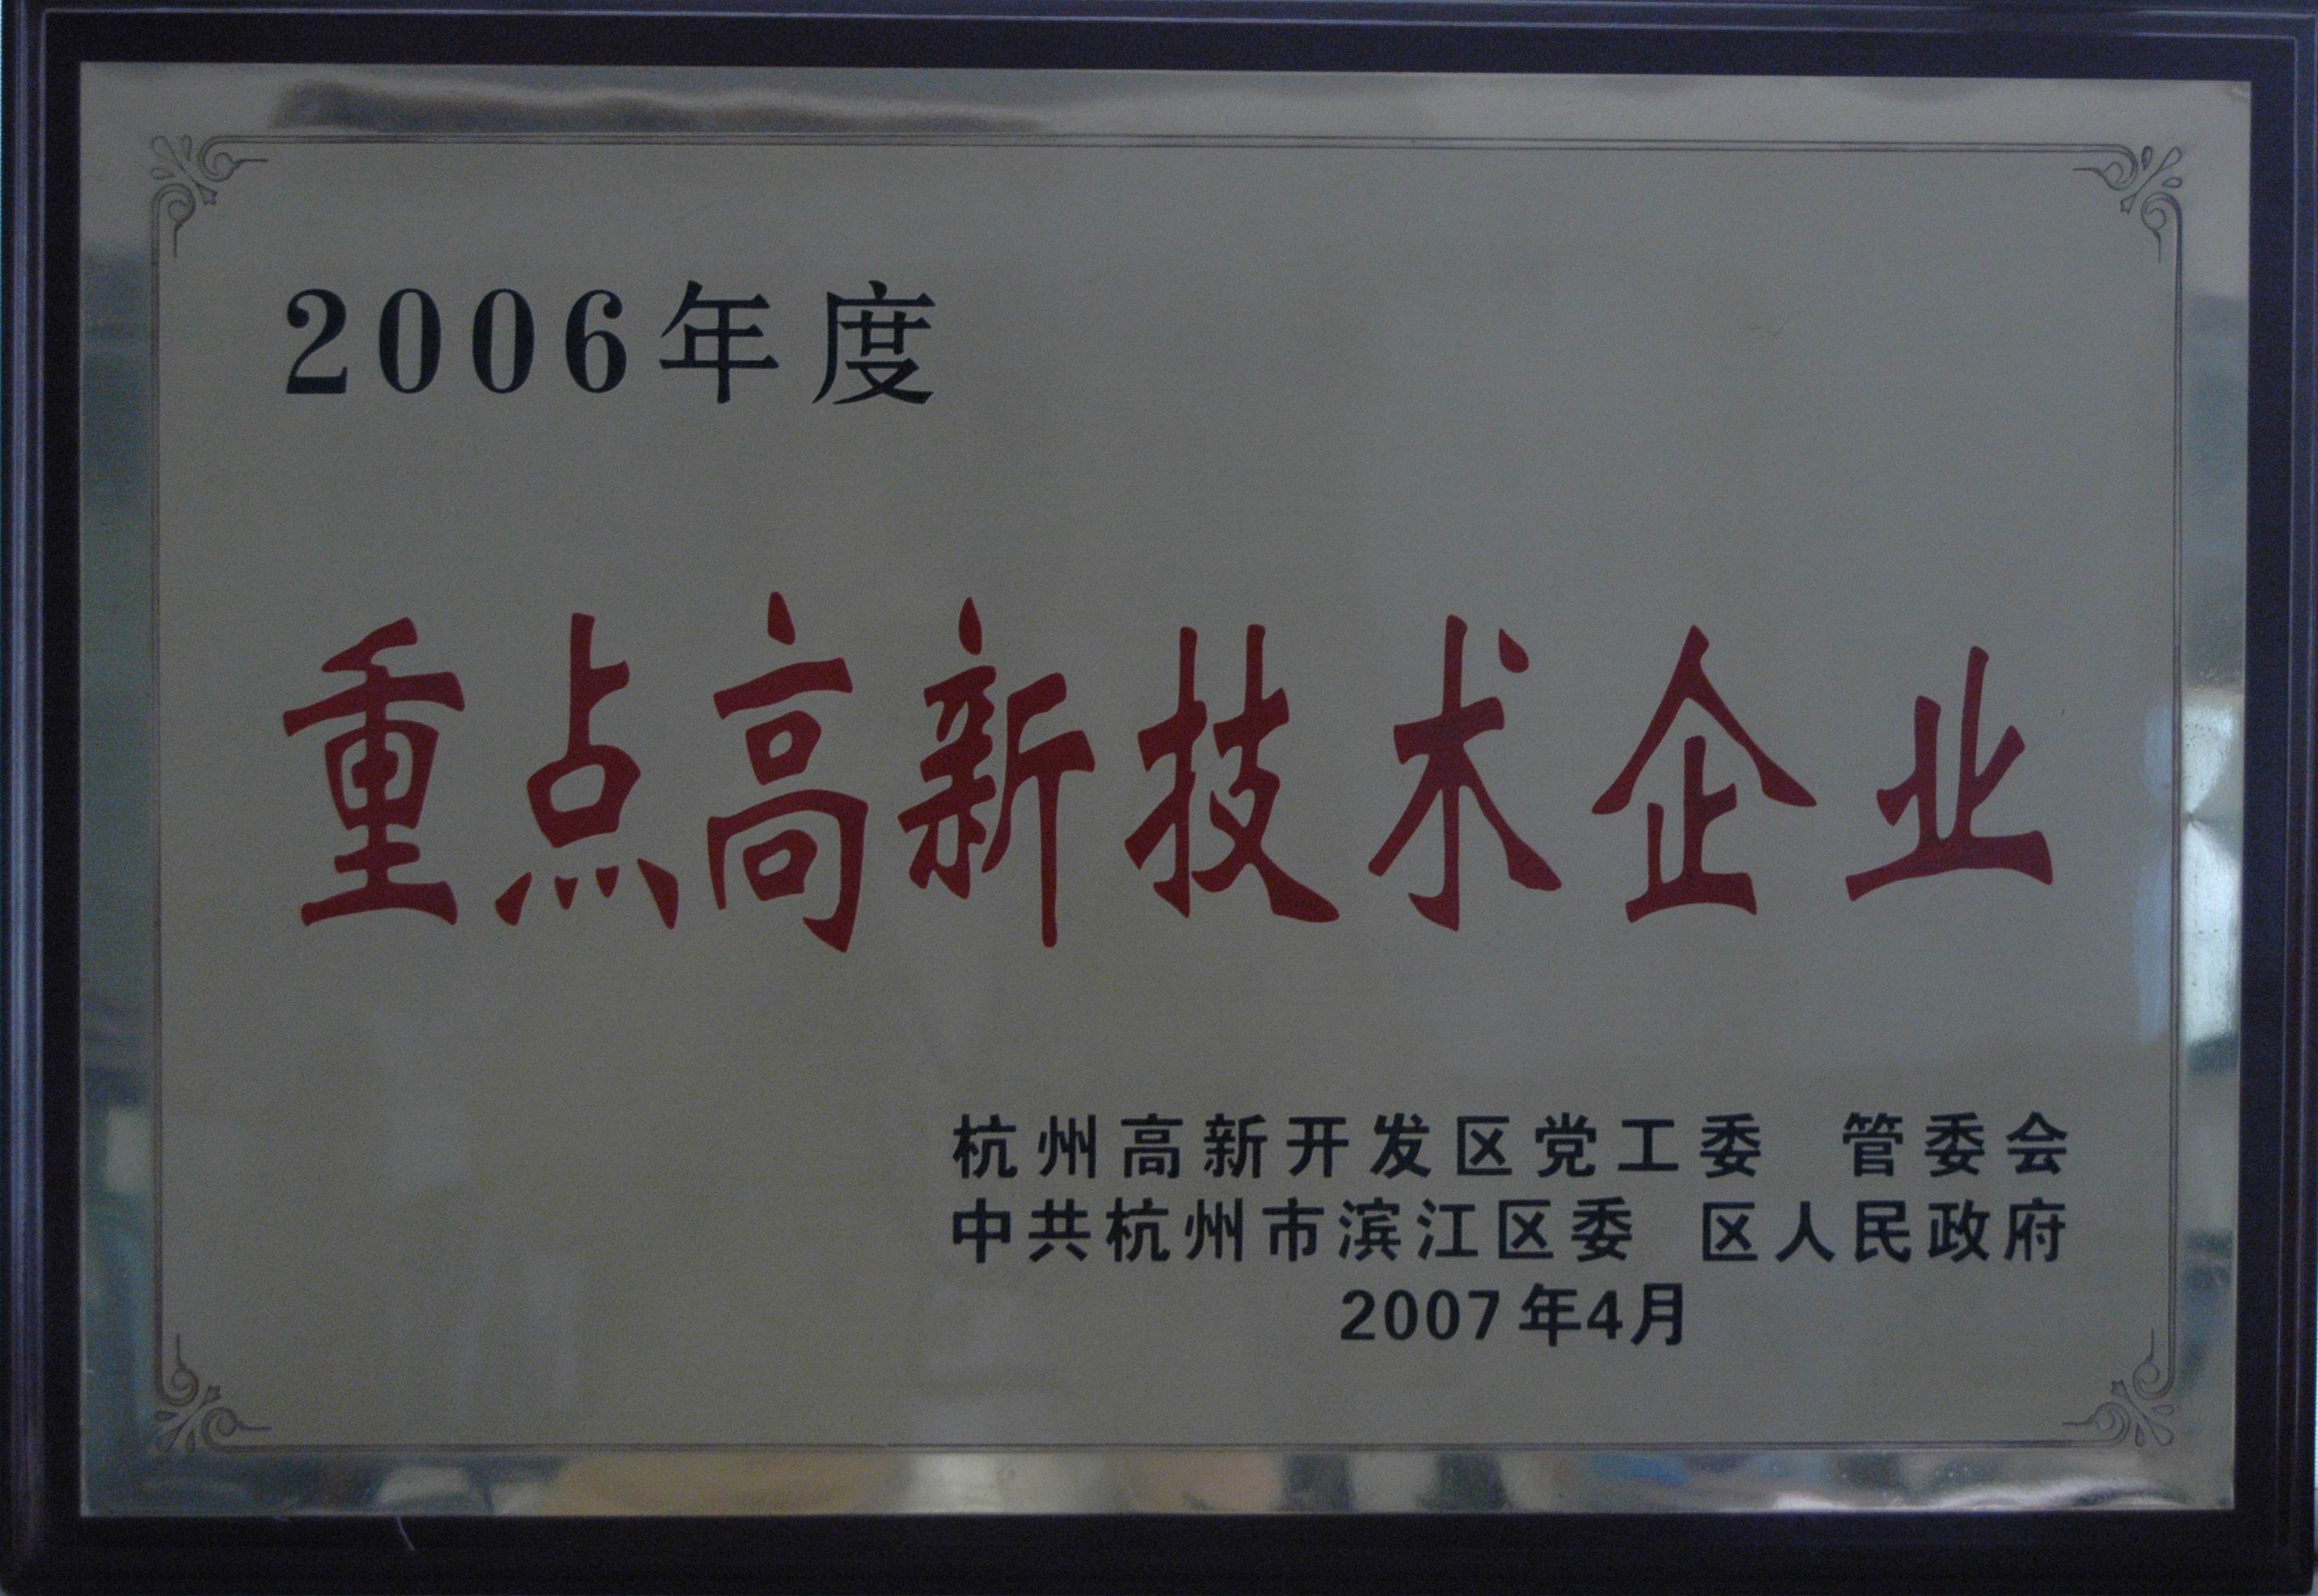 2006年度
重点高新技术企业
杭州高新开发区党工委 管委会
中共杭州市滨江区委 区人民政府
2007年4月